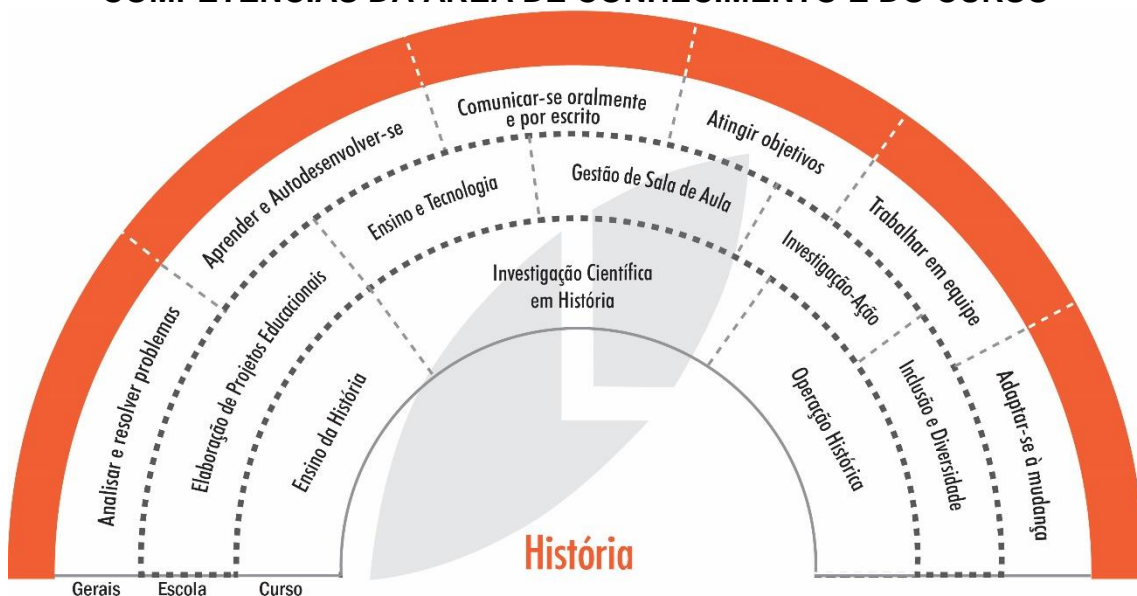 COMPETÊNCIAS DA ÁREA DE CONHECIMENTO E DO CURSO
Analisar e resolver problemas
Aprender e Autodesenvolver-se
Comunicar-se oralmente
e por escrito
Atingir objetivos
Trabalhar em equipe
Adaptar-se à mudança
Elaboração de Projetos Educacionais
Ensino e Tecnologia
Gestão de Sala de Aula
Investigação-Ação
Inclusão e Diversidade
Ensino da História
Investigação Científica
em História
Operação Histórica
História
Gerais Escola Curso